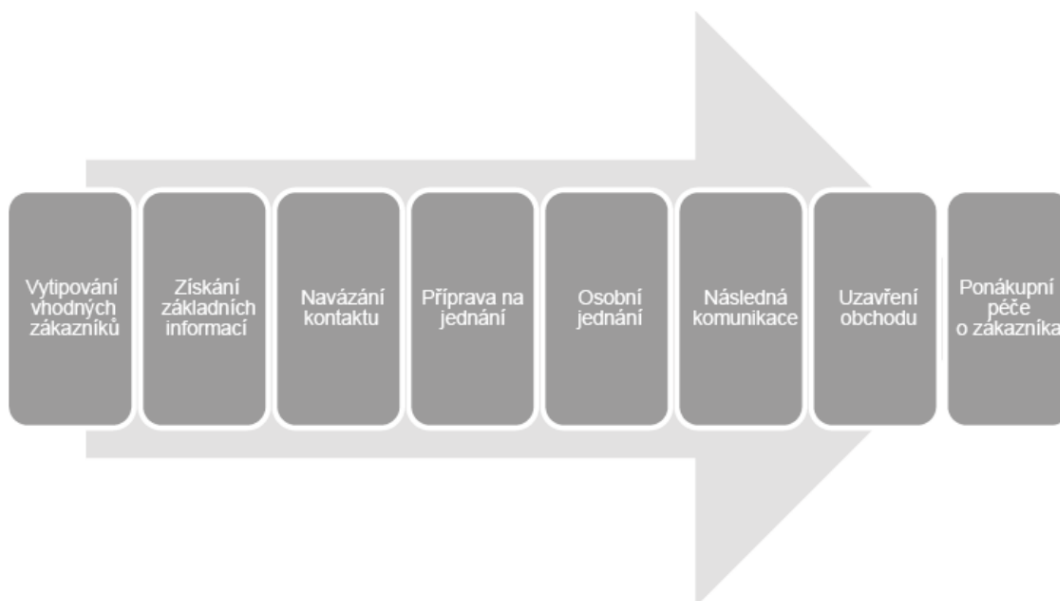 Vytipování
vhodných
zákazníků
Získání
základních
informací
Navázání
kontaktu
Příprava na
jednání
Osobní
jednání
Následná
komunikace
Uzavření
obchodu
Ponákupní
péče
o zákazníka